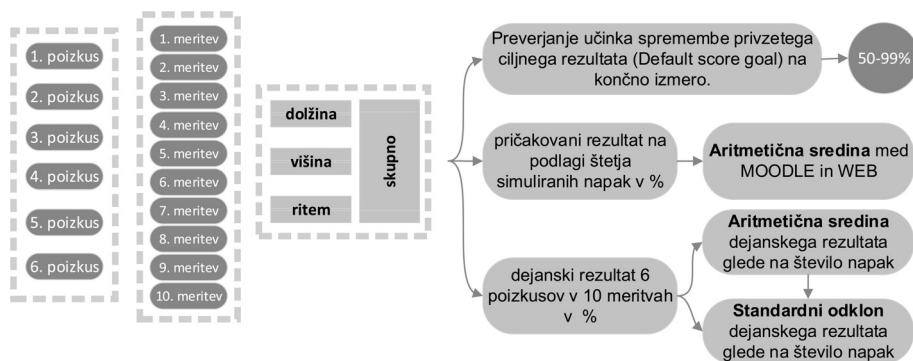 1. poizkus
2. poizkus
3. poizkus
4. poizkus
5. poizkus
6. poizkus
1. meritev
2. meritev
3. meritev
4. meritev
5. meritev
6. meritev
7. meritev
8. meritev
9. meritev
10. meritev
dolžina
višina
ritem
skupno
Preverjanje učinka spremembe privzetega
ciljnega rezultata (Default score goal) na
končno izmero.
50-99%
pričakovani rezultat na
podlagi štetja
simuliranih napak v %
Aritmetična sredina med
MOODLE in WEB
dejanski rezultat 6
poizkusov v 10 meritvah
v %
Aritmetična sredina
dejanskega rezultata
glede na število napak
Standardni odklon
dejanskega rezultata
glede na število napak